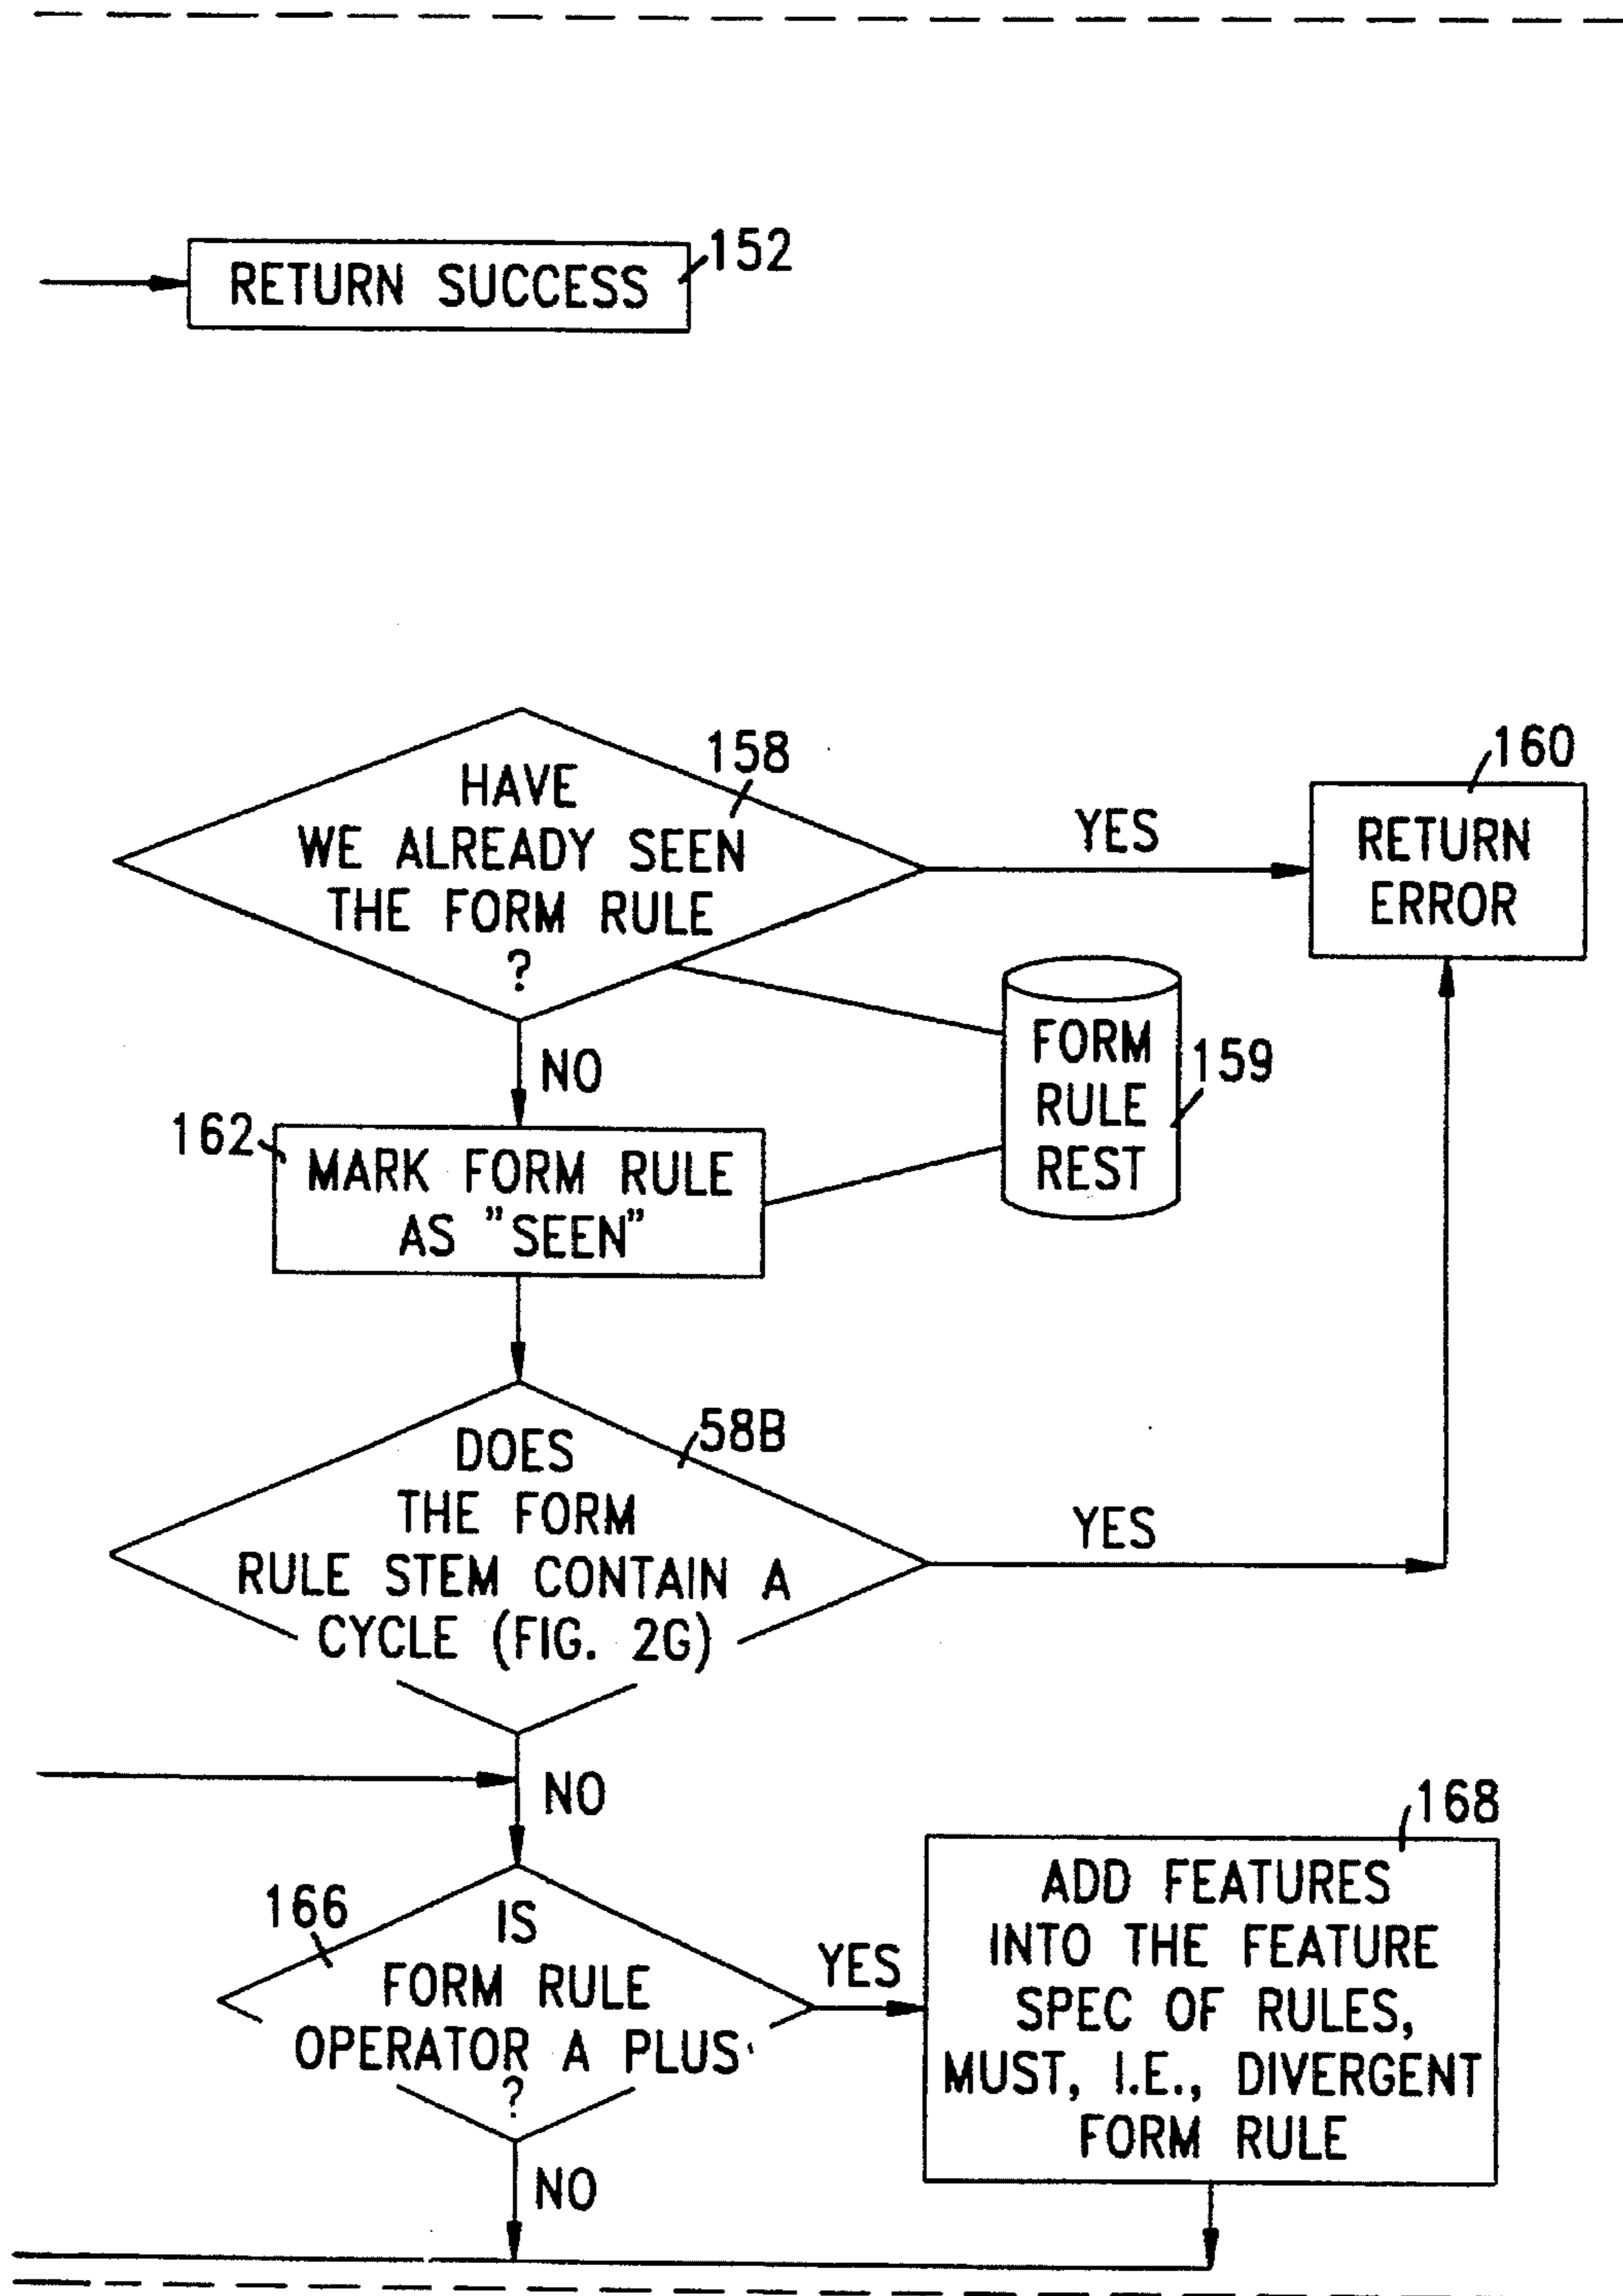 RETURN SUCCESS
152
158
HAVE
WE ALREADY SEEN
THE FORM RULE
?
YES
160
RETURN
ERROR
NO
FORM
RULE
REST
159
162
MARK FORM RULE
AS "SEEN"
58B
DOES
THE FORM
RULE STEM CONTAIN A
CYCLE (FIG. 2G)
YES
NO
166
IS
FORM RULE
OPERATOR A PLUS
?
YES
168
ADD FEATURES
INTO THE FEATURE
SPEC OF RULES,
MUST, I.E., DIVERGENT
FORM RULE
NO